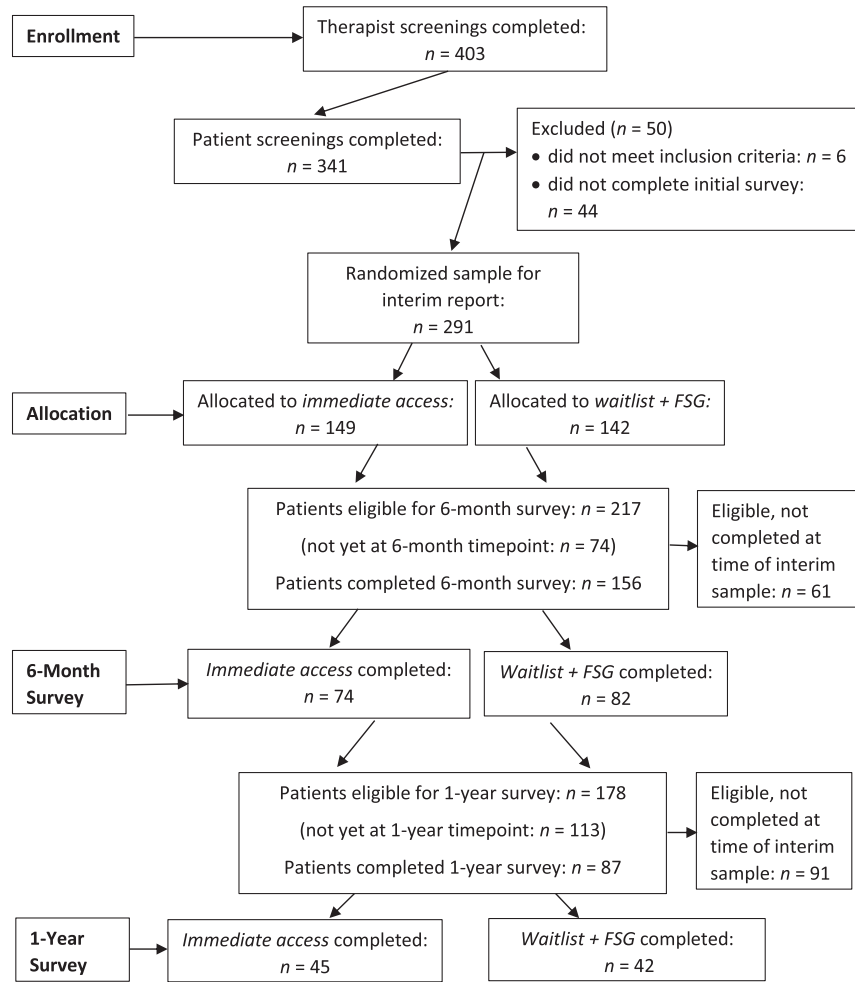 Enrollment
Therapist screenings completed:
n = 403
Patient screenings completed:
n = 341
Excluded (n = 50)
• did not meet inclusion criteria: n = 6
• did not complete initial survey:
n = 44
Randomized sample for
interim report:
n = 291
Allocation
Allocated to immediate access:
n = 149
Allocated to waitlist + FSG:
n = 142
Patients eligible for 6-month survey: n = 217
(not yet at 6-month timepoint: n = 74)
Patients completed 6-month survey: n = 156
Eligible, not
completed at
time of interim
sample: n = 61
6-Month
Survey
Immediate access completed:
n = 74
Waitlist + FSG completed:
n = 82
Patients eligible for 1-year survey: n = 178
(not yet at 1-year timepoint: n = 113)
Patients completed 1-year survey: n = 87
Eligible, not
completed at
time of interim
sample: n = 91
1-Year
Survey
Immediate access completed:
n = 45
Waitlist + FSG completed:
n = 42